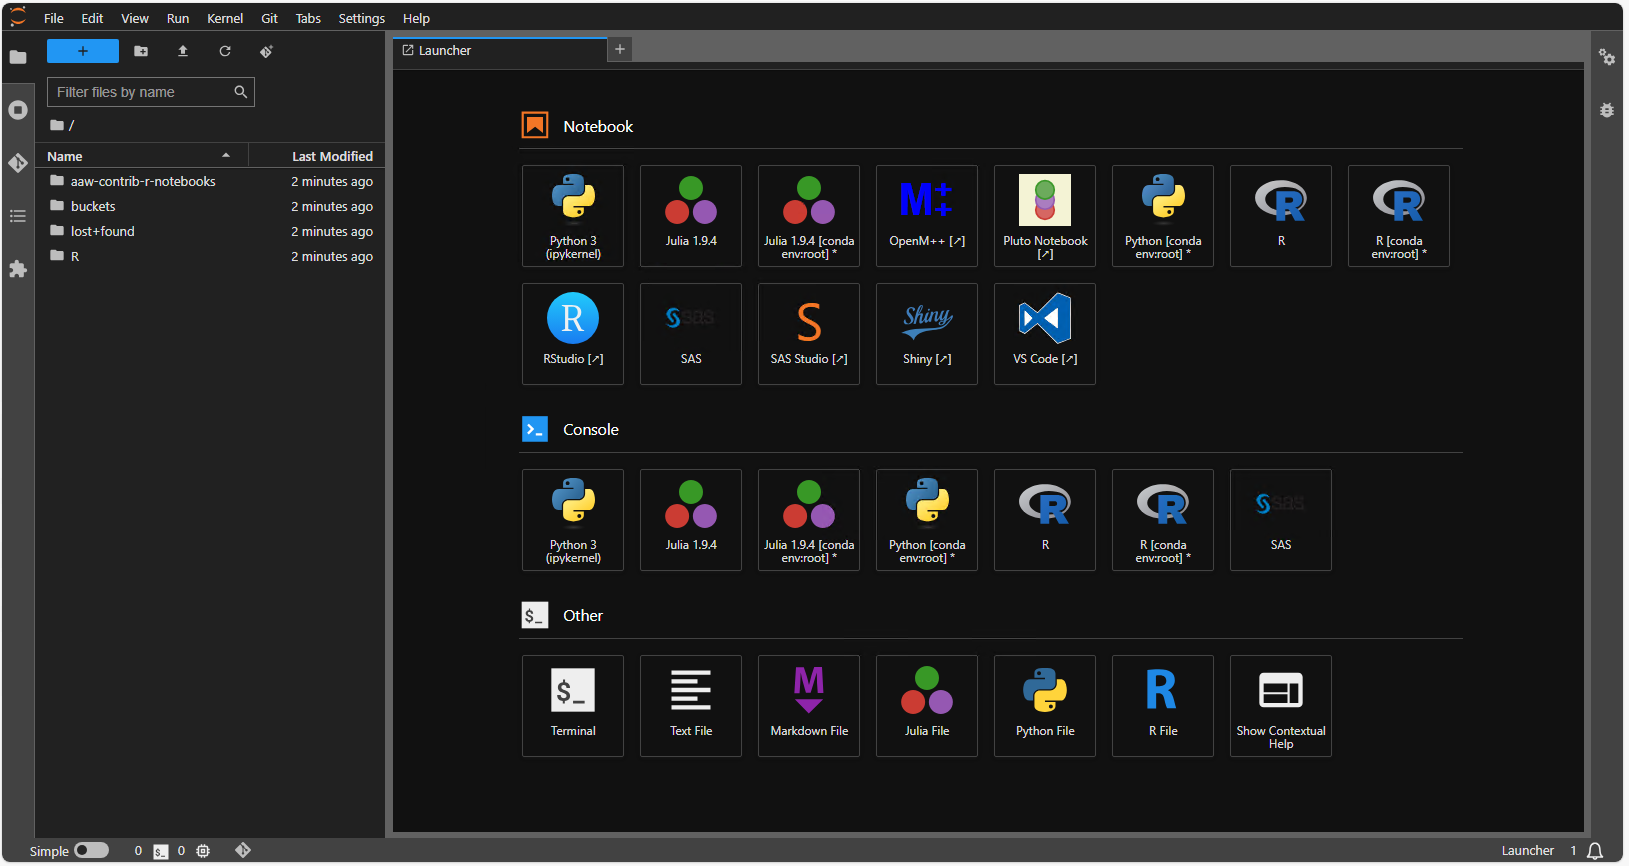 File Edit View Run Kernel Git Tabs Settings Help
+
Filter files by name
/
Name Last Modified
aaw-contrib-r-notebooks 2 minutes ago
buckets 2 minutes ago
lost+found 2 minutes ago
R 2 minutes ago
Launcher +
Notebook
Python 3
(ipykernel)
Julia 1.9.4
Julia 1.9.4 [conda
env:root] *
M++
OpenM++ [↗]
Pluto Notebook
[↗]
Python [conda
env:root] *
R
R
R
R [conda
env:root] *
R
RStudio [↗]
sas
SAS
S
SAS Studio [↗]
Shiny
Shiny [↗]
VS Code [↗]
>_
Console
Python 3
(ipykernel)
Julia 1.9.4
Julia 1.9.4 [conda
env:root] *
Python [conda
env:root] *
R
R
R
R [conda
env:root] *
sas
SAS
$_
Other
$_
Terminal
Text File
M
Markdown File
Julia File
Python File
R
R File
Show Contextual
Help
Simple 0 $_ 0 Launcher 1